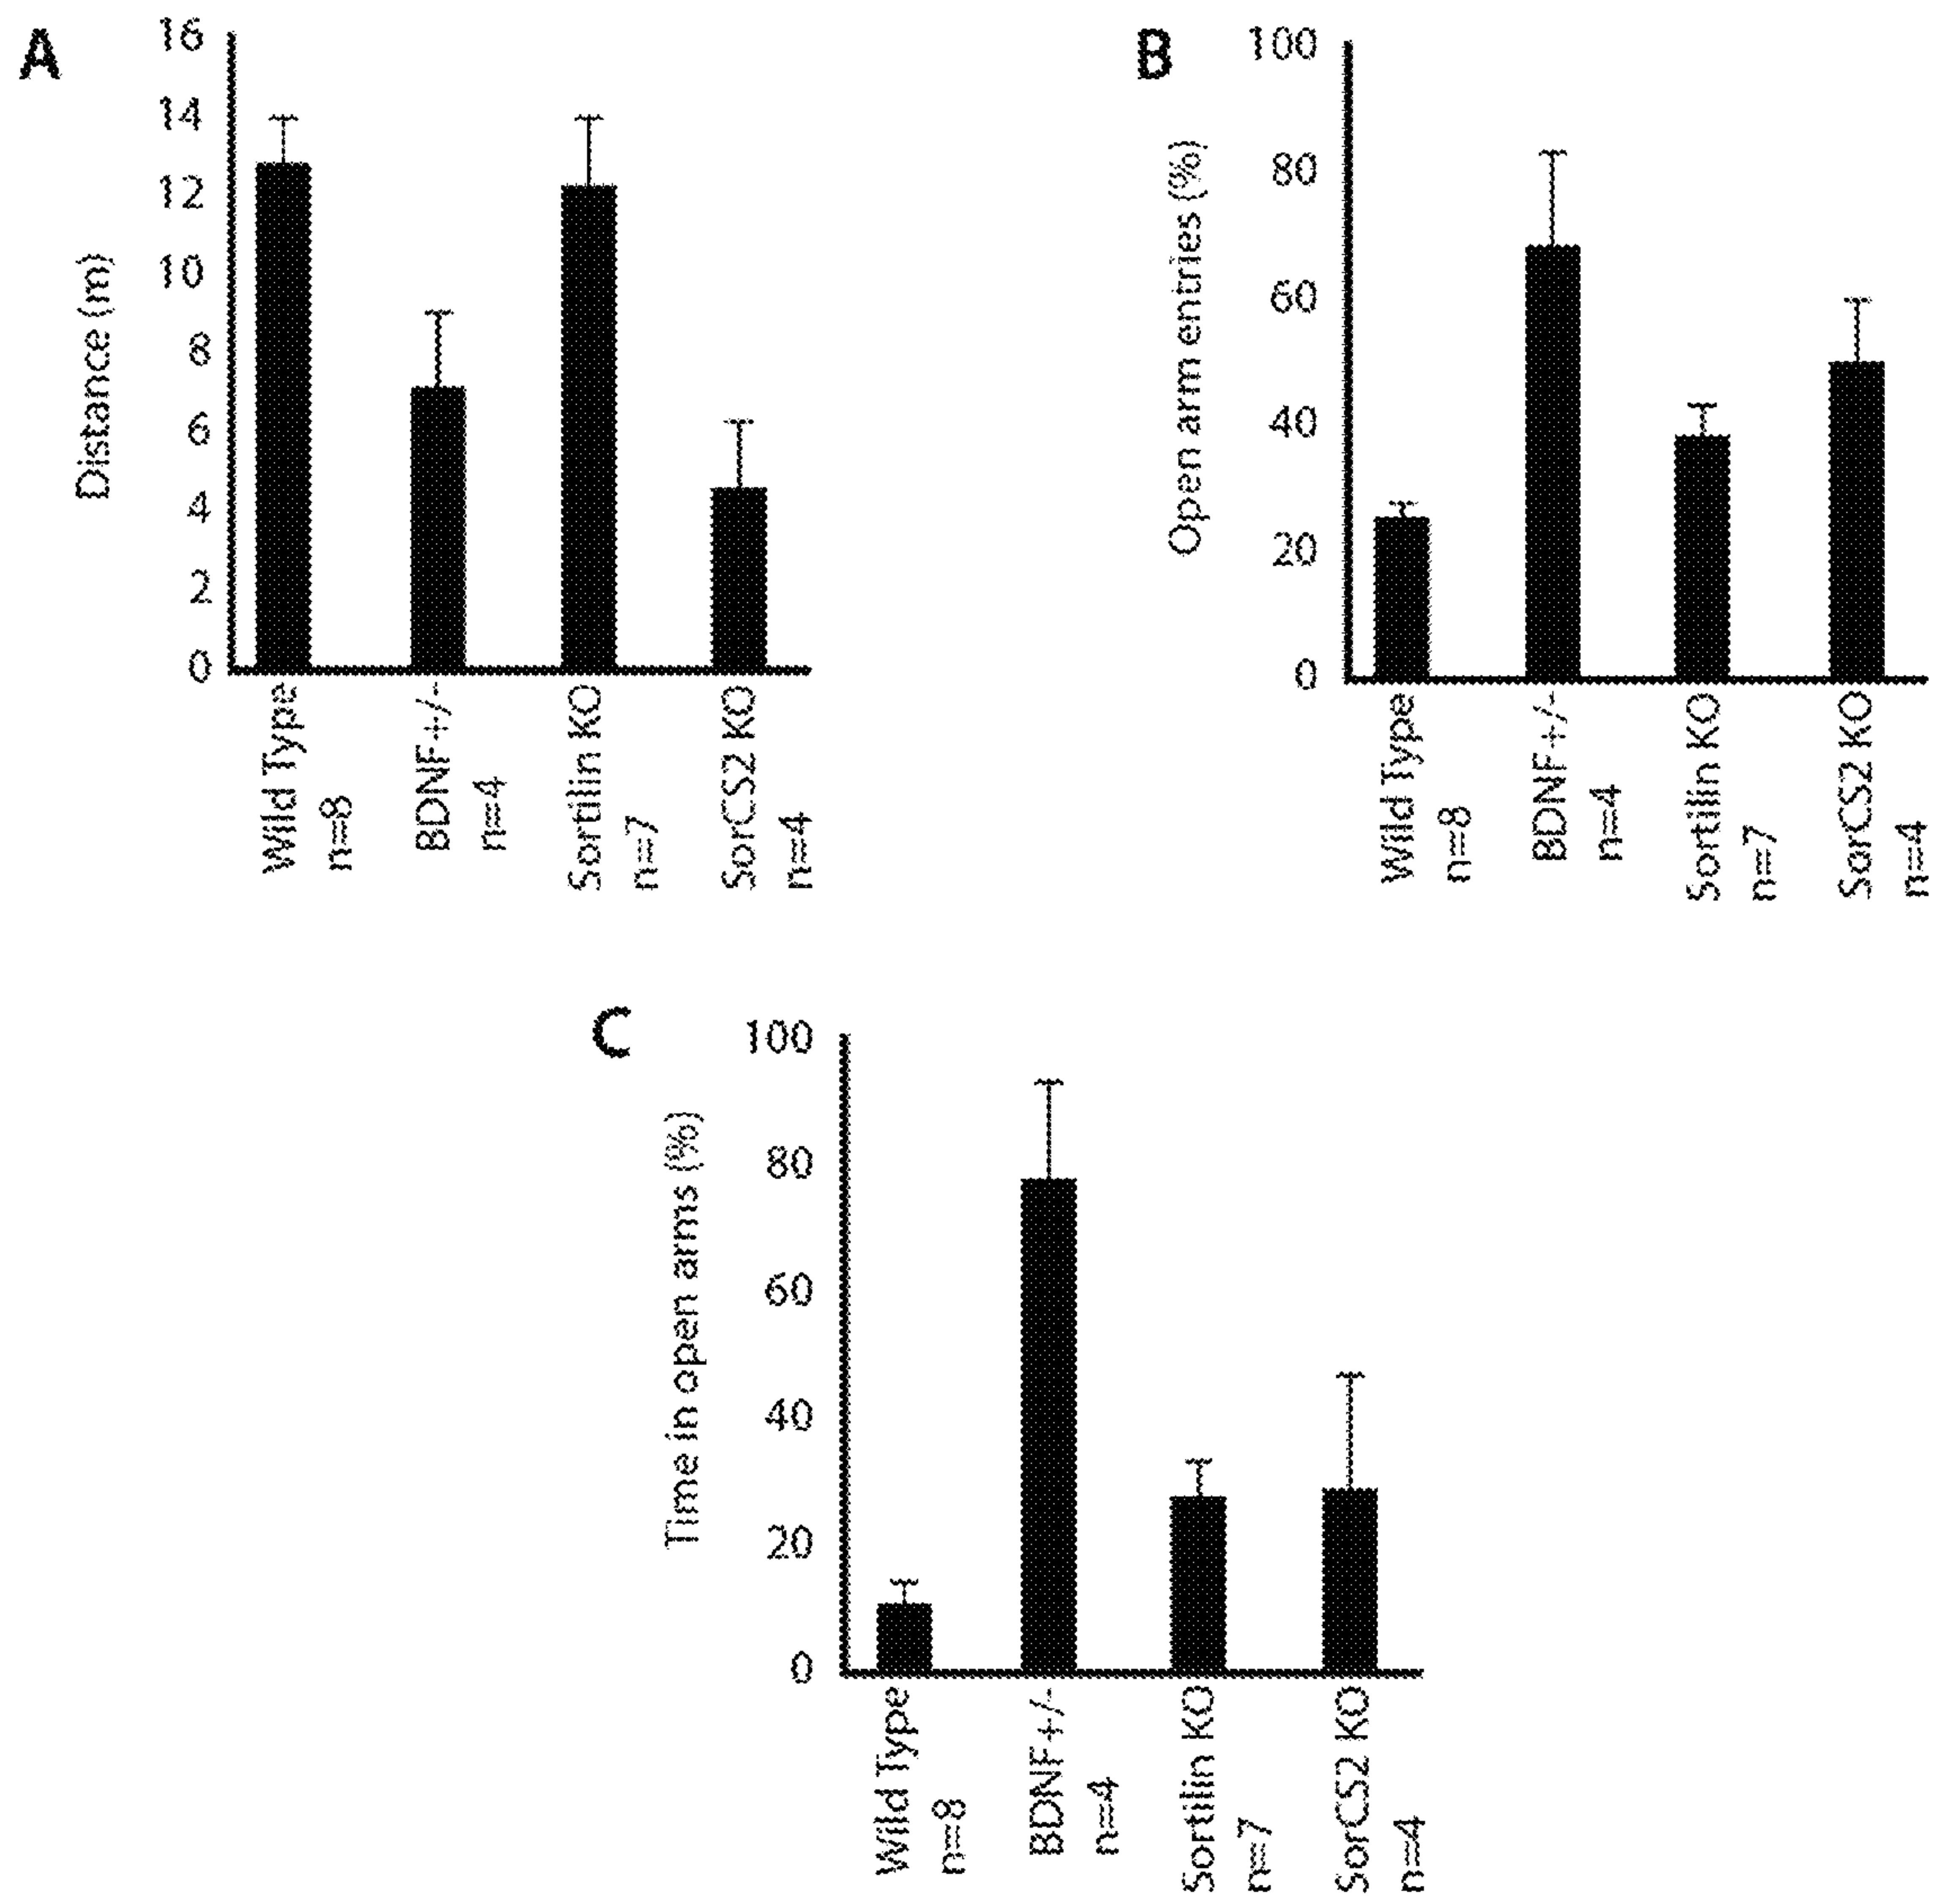 A
16
14
12
10
8
6
4
2
0
Distance (m)
Wild Type
n=8
BDNF+/-
n=4
Sortilin KO
n=7
SorCS2 KO
n=4
B
100
80
60
40
20
0
Open arm entries (%)
Wild Type
n=8
BDNF+/-
n=4
Sortilin KO
n=7
SorCS2 KO
n=4
C
100
80
60
40
20
0
Time in open arms (%)
Wild Type
n=8
BDNF+/-
n=4
Sortilin KO
n=7
SorCS2 KO
n=4